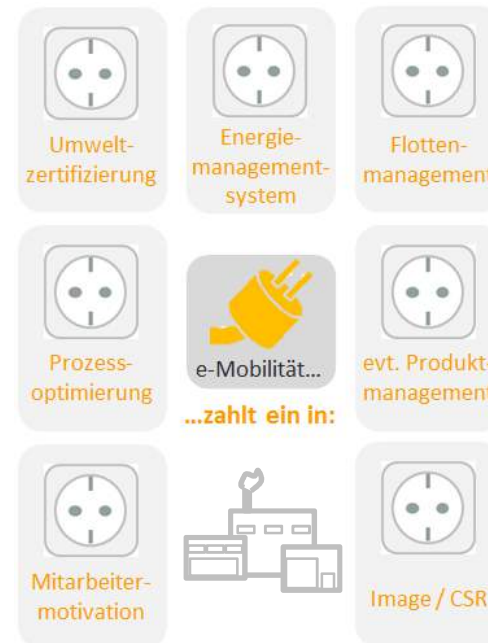 Umwelt-
zertifizierung
Energie-
management-
system
Flotten-
management
Prozess-
optimierung
e-Mobilität...
...zahlt ein in:
evt. Produkt-
management
Mitarbeiter-
motivation
Image / CSR